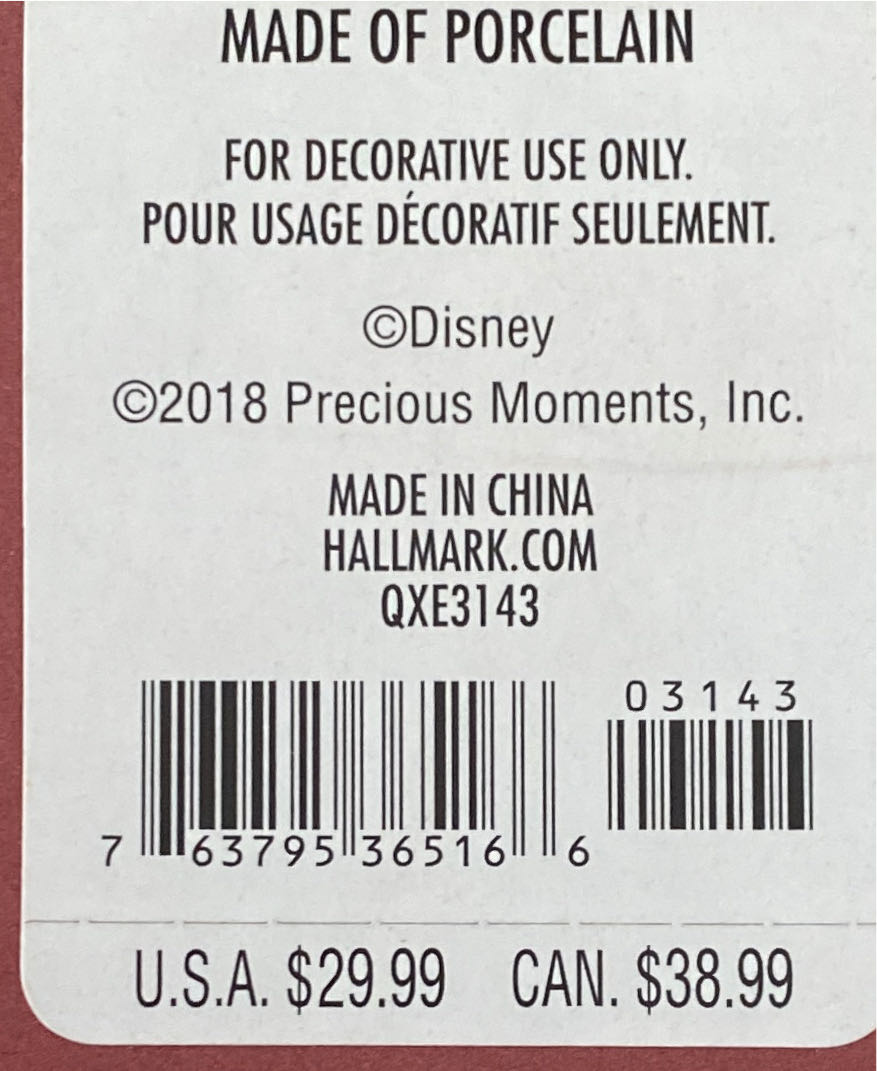 MADE OF PORCELAIN
FOR DECORATIVE USE ONLY.
POUR USAGE DÉCORATIF SEULEMENT.
©Disney
©2018 Precious Moments, Inc.
MADE IN CHINA
HALLMARK.COM
QXE3143
03143
7 63795 36516 6
U.S.A. $29.99 CAN. $38.99